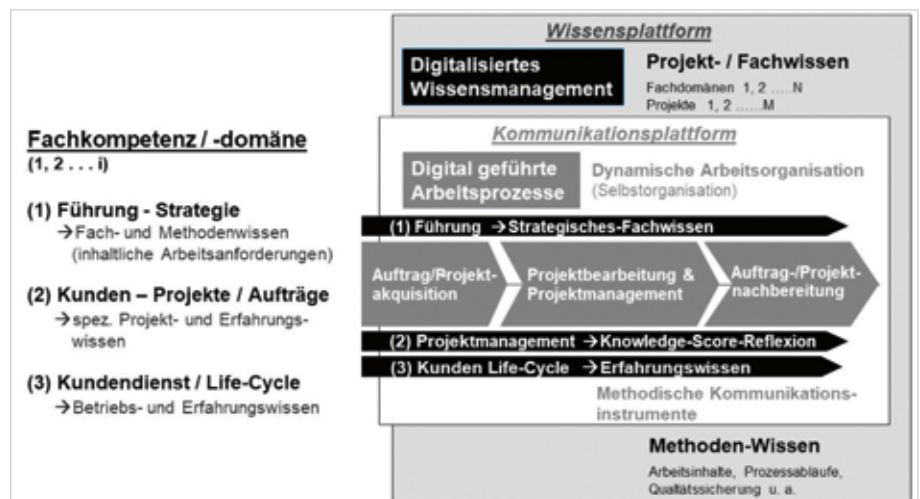 Wissensplattform
Digitalisiertes
Wissensmanagement
Projekt- / Fachwissen
Fachdomänen 1, 2 .....N
Projekte 1, 2 ......M
Fachkompetenz / -domäne
(1, 2 . . . i)
(1) Führung - Strategie
→Fach- und Methodenwissen
(inhaltliche Arbeitsanforderungen)
(2) Kunden – Projekte / Aufträge
→spez. Projekt- und Erfahrungs-
wissen
(3) Kundendienst / Life-Cycle
→Betriebs- und Erfahrungswissen
Kommunikationsplattform
Digital geführte
Arbeitsprozesse
Dynamische Arbeitsorganisation
(Selbstorganisation)
(1) Führung →Strategisches-Fachwissen
Auftrag/Projekt-
akquisition
Projektbearbeitung &
Projektmanagement
Auftrag-/Projekt-
nachbereitung
(2) Projektmanagement →Knowledge-Score-Reflexion
(3) Kunden Life-Cycle →Erfahrungswissen
Methodische Kommunikations-
instrumente
Methoden-Wissen
Arbeitsinhalte, Prozessabläufe,
Qualtätssicherung u. a.